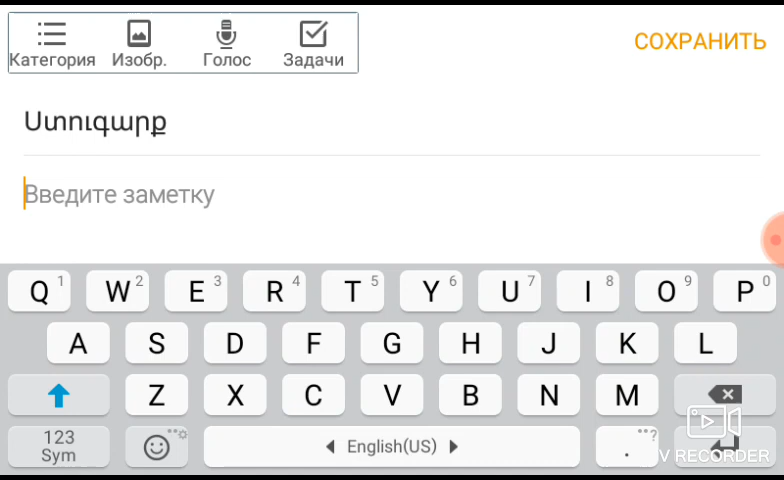 Категория Изобр. Голос Задачи
СОХРАНИТЬ
Ստուգարք
Введите заметку
Q 1 W 2 E 3 R 4 T 5 Y 6 U 7 I 8 O 9 P 0
A S D F G H J K L
Z X C V B N M
123 Sym English(US) . ?
V RECORDER